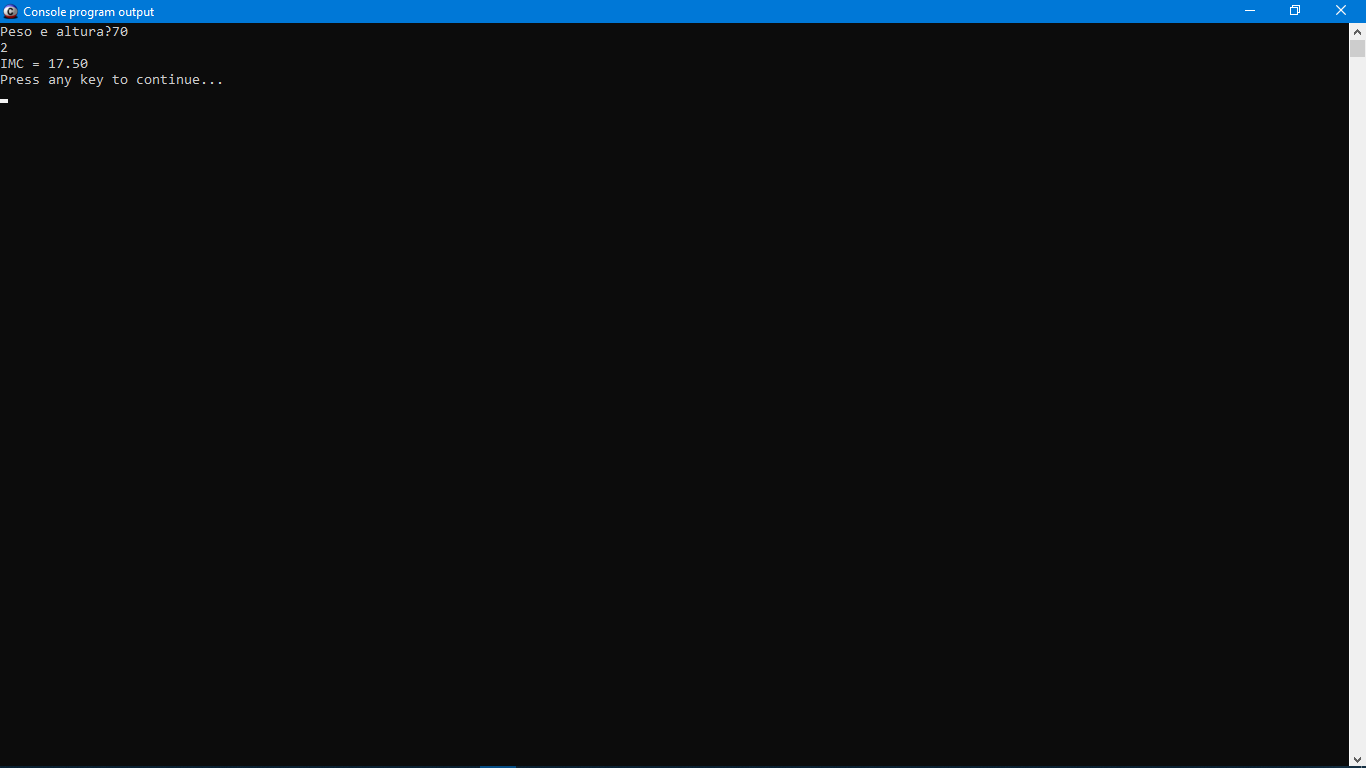 Console program output
Peso e altura?70
2
IMC = 17.50
Press any key to continue...